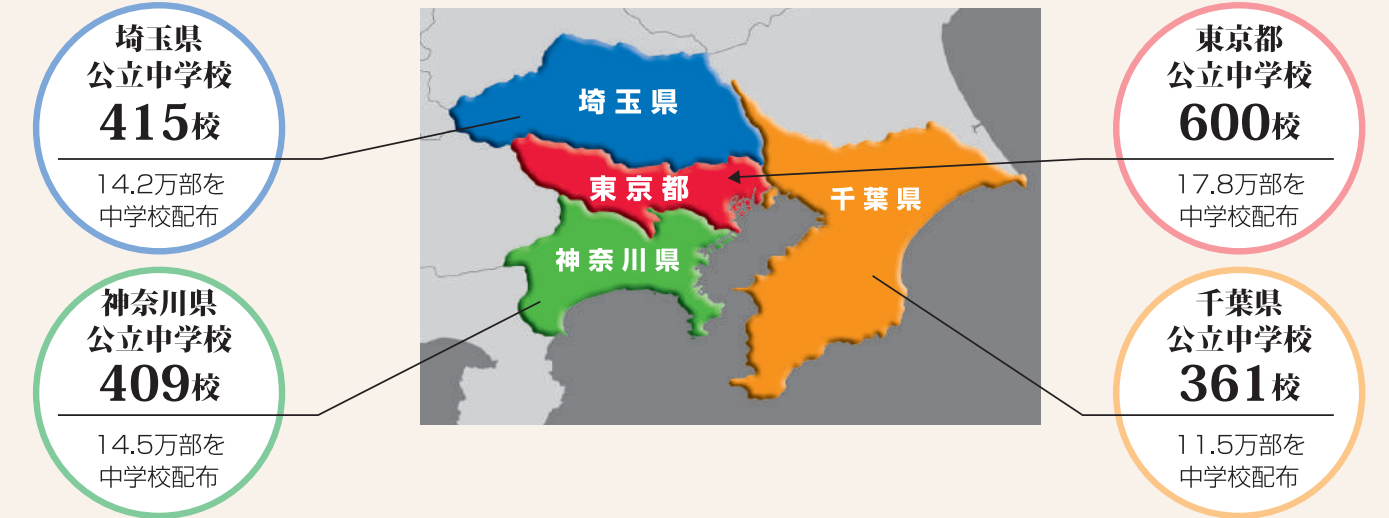 埼玉県
公立中学校
415校
14.2万部を
中学校配布
神奈川県
公立中学校
409校
14.5万部を
中学校配布
埼玉県
東京都
千葉県
神奈川県
東京都
公立中学校
600校
17.8万部を
中学校配布
千葉県
公立中学校
361校
11.5万部を
中学校配布